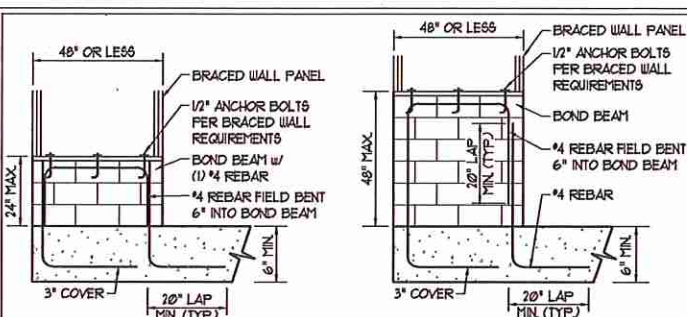 48" OR LESS
BRACED WALL PANEL
1/2" ANCHOR BOLTS
PER BRACED WALL
REQUIREMENTS
BOND BEAM w/
(1) #4 REBAR
#4 REBAR FIELD BENT
6" INTO BOND BEAM
24" MAX.
6" MIN.
3" COVER
20" LAP
MIN. (TYP.)
48" OR LESS
BRACED WALL PANEL
1/2" ANCHOR BOLTS
PER BRACED WALL
REQUIREMENTS
BOND BEAM
#4 REBAR FIELD BENT
6" INTO BOND BEAM
#4 REBAR
48" MAX.
20" LAP
MIN. (TYP.)
6" MIN.
3" COVER
20" LAP
MIN. (TYP.)